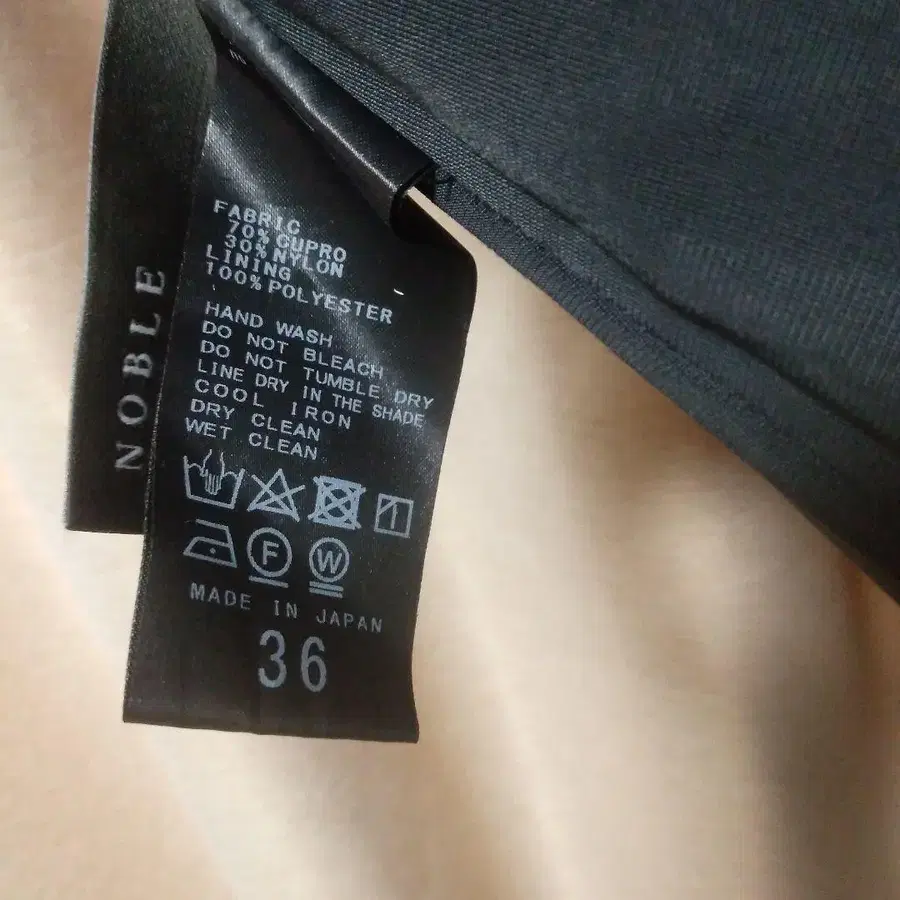 NOBLE
FABRIC
70% CUPRO
30% NYLON
LINING
100% POLYESTER
HAND WASH
DO NOT BLEACH
DO NOT TUMBLE DRY
LINE DRY IN THE SHADE
COOL IRON
DRY CLEAN
WET CLEAN
F W
MADE IN JAPAN
36